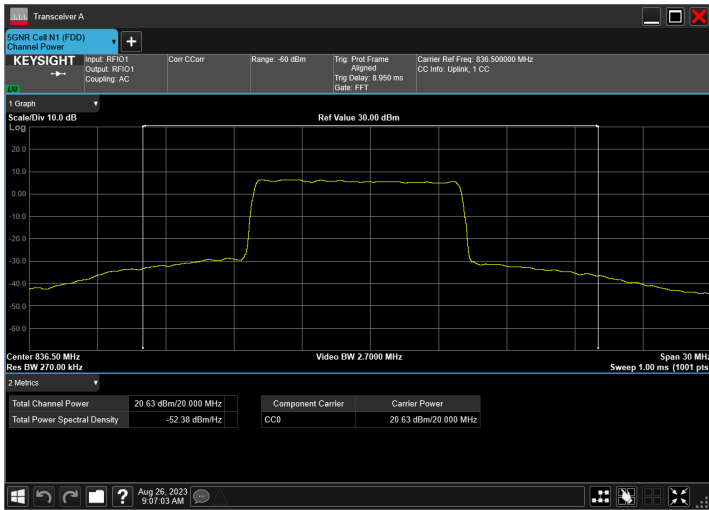 Transceiver A
5GNR Cell N1 (FDD)
Channel Power
KEYSIGHT
LXI
Input: RFIO1
Output: RFIO1
Coupling: AC
Corr CCorr
Range: -60 dBm
Trig: Prot Frame
Aligned
Trig Delay: 8.950 ms
Gate: FFT
Carrier Ref Freq: 836.500000 MHz
CC Info: Uplink, 1 CC
1 Graph
Scale/Div 10.0 dB
Ref Value 30.00 dBm
Log
20.0
10.0
0.00
-10.0
-20.0
-30.0
-40.0
-50.0
-60.0
Center 836.50 MHz
Video BW 2.7000 MHz
Span 30 MHz
Res BW 270.00 kHz
Sweep 1.00 ms (1001 pts
2 Metrics
Total Channel Power 20.63 dBm/20.000 MHz
Total Power Spectral Density -52.38 dBm/Hz
Component Carrier Carrier Power
CC0 20.63 dBm/20.000 MHz
?
Aug 26, 2023
9:07:03 AM